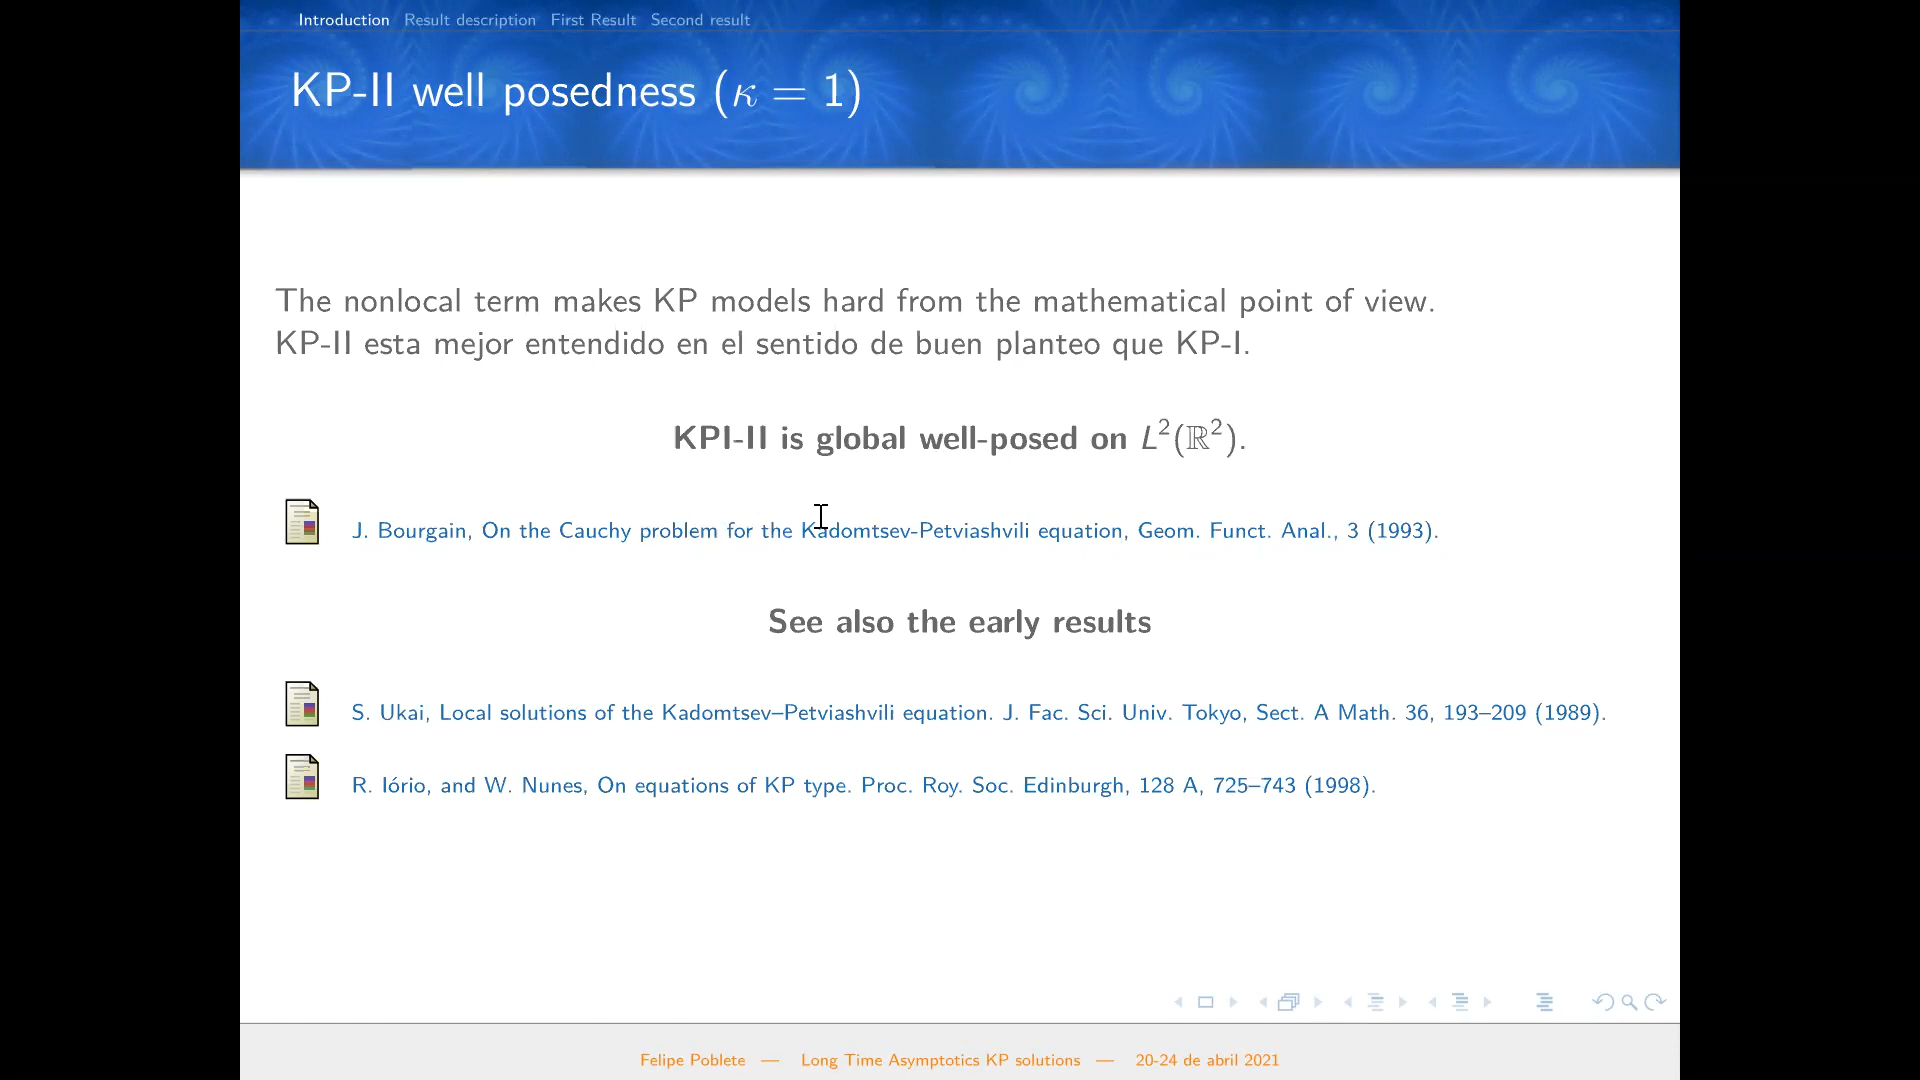 Introduction Result description First Result Second result
KP-II well posedness (κ = 1)
The nonlocal term makes KP models hard from the mathematical point of view.
KP-II esta mejor entendido en el sentido de buen planteo que KP-I.
KPI-II is global well-posed on L²(ℝ²).
J. Bourgain, On the Cauchy problem for the Kadomtsev-Petviashvili equation, Geom. Funct. Anal., 3 (1993).
See also the early results
S. Ukai, Local solutions of the Kadomtsev–Petviashvili equation. J. Fac. Sci. Univ. Tokyo, Sect. A Math. 36, 193–209 (1989).
R. Iório, and W. Nunes, On equations of KP type. Proc. Roy. Soc. Edinburgh, 128 A, 725–743 (1998).
Felipe Poblete — Long Time Asymptotics KP solutions — 20-24 de abril 2021